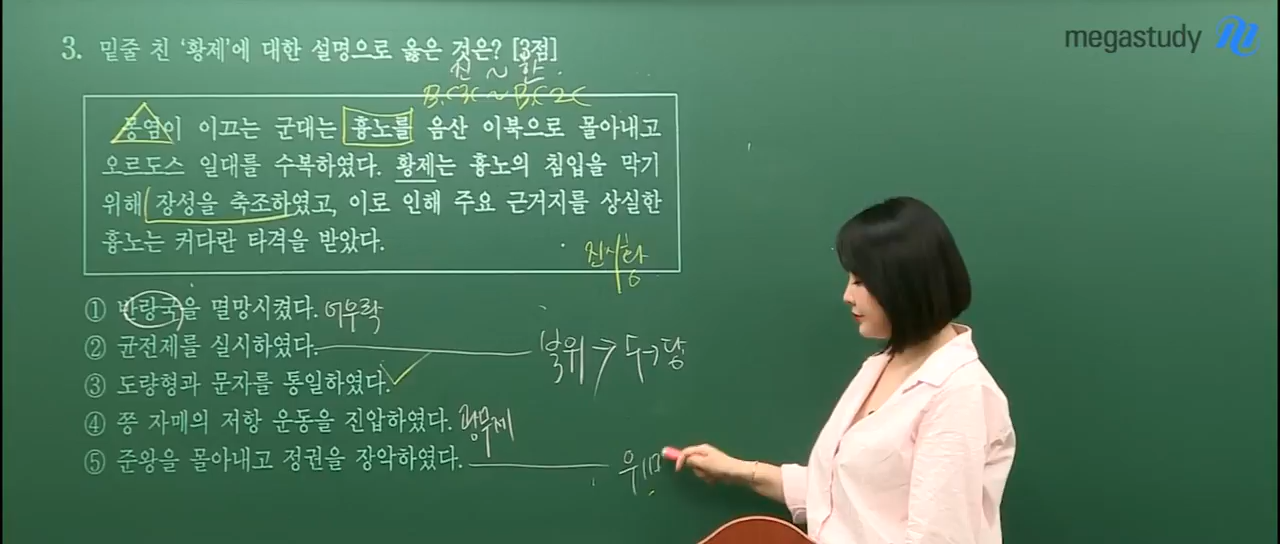 megastudy
3. 밑줄 친 '황제'에 대한 설명으로 옳은 것은? [3점]
진 ~ 한
B.C 3C ~ B.C 2C
몽염이 이끄는 군대는 흉노를 음산 이북으로 몰아내고
오르도스 일대를 수복하였다. 황제는 흉노의 침입을 막기
위해 장성을 축조하였고, 이로 인해 주요 근거지를 상실한
흉노는 커다란 타격을 받았다.
진시황
① 반랑국을 멸망시켰다. 어우락
② 균전제를 실시하였다. 북위→수→당
③ 도량형과 문자를 통일하였다.
④ 쯩 자매의 저항 운동을 진압하였다. 광무제
⑤ 준왕을 몰아내고 정권을 장악하였다. 위만